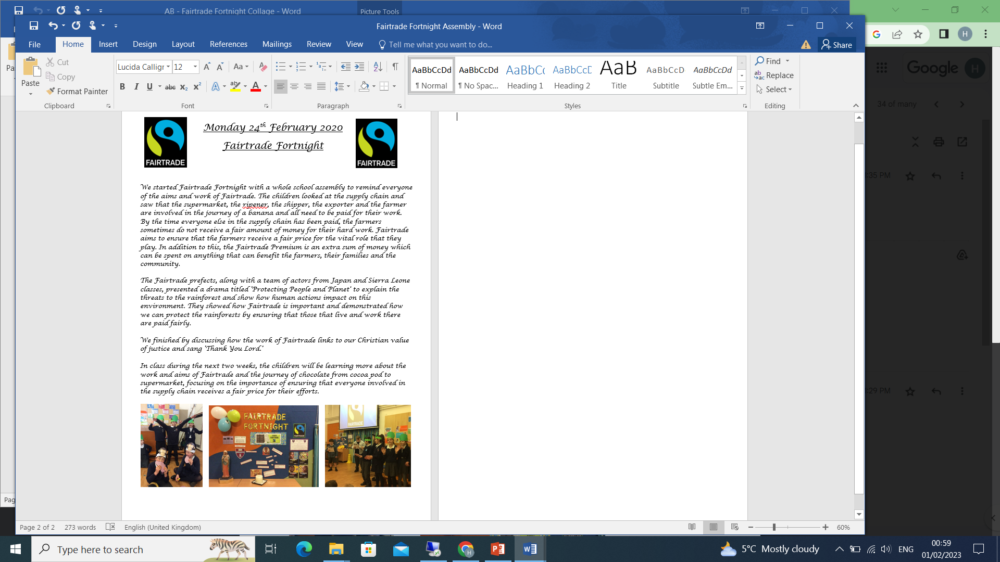 AB - Fairtrade Fortnight Collage - Word
Picture Tools
Fairtrade Fortnight Assembly - Word
File
Home
Insert
Design
Layout
References
Mailings
Review
View
Tell me what you want to do...
Share
H
Paste
Cut
Copy
Format Painter
Clipboard
Lucida Calligr
12
Font
Paragraph
AaBbCcDd
¶ Normal
AaBbCcDd
¶ No Spac...
AaBbCc
Heading 1
AaBbCcD
Heading 2
AaB
Title
AaBbCcD
Subtitle
AaBbCcDd
Subtle Em...
Styles
Find
Replace
Select
Editing
Google
H
34 of many
:35 PM
:29 PM
FAIRTRADE
Monday 24th February 2020
Fairtrade Fortnight
FAIRTRADE
We started Fairtrade Fortnight with a whole school assembly to remind everyone
of the aims and work of Fairtrade. The children looked at the supply chain and
saw that the supermarket, the ripener, the shipper, the exporter and the farmer
are involved in the journey of a banana and all need to be paid for their work.
By the time everyone else in the supply chain has been paid, the farmers
sometimes do not receive a fair amount of money for their hard work. Fairtrade
aims to ensure that the farmers receive a fair price for the vital role that they
play. In addition to this, the Fairtrade Premium is an extra sum of money which
can be spent on anything that can benefit the farmers, their families and the
community.
The Fairtrade prefects, along with a team of actors from Japan and Sierra Leone
classes, presented a drama titled 'Protecting People and Planet' to explain the
threats to the rainforest and show how human actions impact on this
environment. They showed how Fairtrade is important and demonstrated how
we can protect the rainforests by ensuring that those that live and work there
are paid fairly.
We finished by discussing how the work of Fairtrade links to our Christian value
of justice and sang 'Thank You Lord.'
In class during the next two weeks, the children will be learning more about the
work and aims of Fairtrade and the journey of chocolate from cocoa pod to
supermarket, focusing on the importance of ensuring that everyone involved in
the supply chain receives a fair price for their efforts.
FAIRTRADE
FORTNIGHT
FAIRTRADE
Page 2 of 2
273 words
English (United Kingdom)
60%
Type here to search
5°C Mostly cloudy
ENG
00:59
01/02/2023